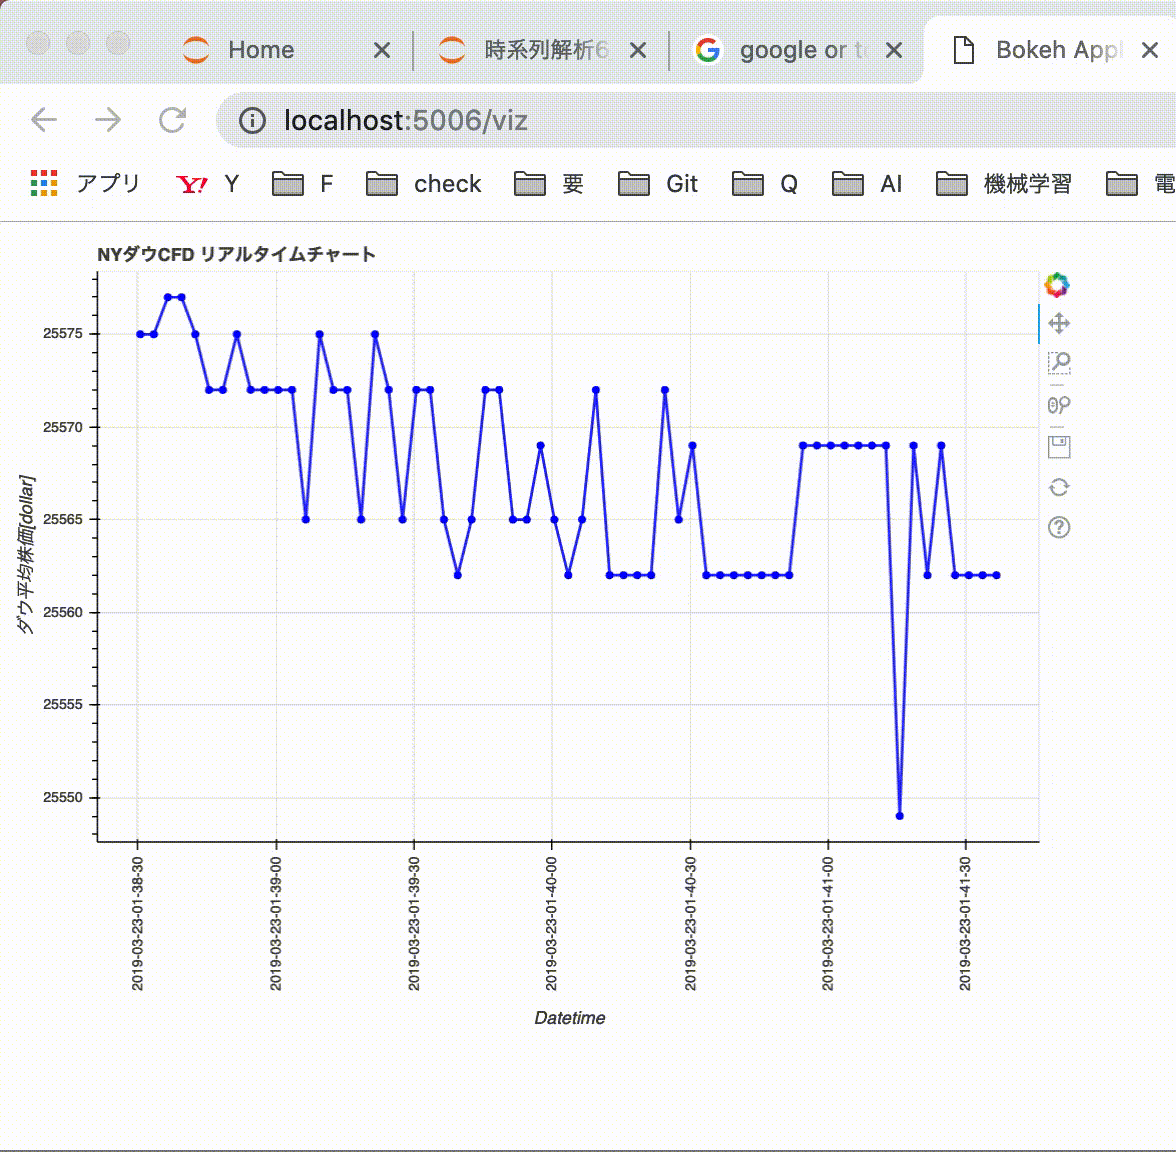 Home
時系列解析6
google or to
Bokeh Appl
localhost:5006/viz
アプリ Y! Y F check 要 Git Q AI 機械学習 電
NYダウCFD リアルタイムチャート
25575
25570
25565
25560
25555
25550
ダウ平均株価[dollar]
2019-03-23-01-38-30
2019-03-23-01-39-00
2019-03-23-01-39-30
2019-03-23-01-40-00
2019-03-23-01-40-30
2019-03-23-01-41-00
2019-03-23-01-41-30
Datetime